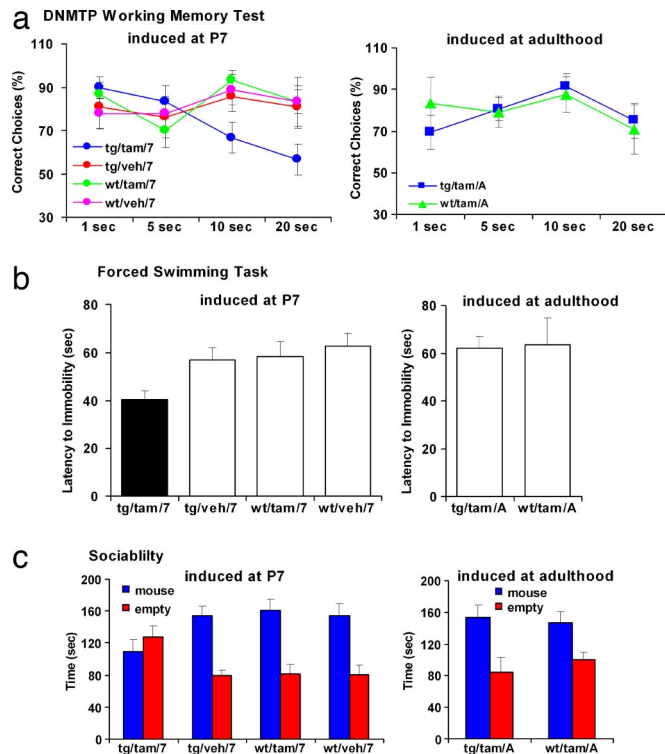 a DNMTP Working Memory Test
induced at P7
Correct Choices (%)
110
90
70
50
30
tg/tam/7
tg/veh/7
wt/tam/7
wt/veh/7
1 sec 5 sec 10 sec 20 sec
induced at adulthood
Correct Choices (%)
110
90
70
50
30
tg/tam/A
wt/tam/A
1 sec 5 sec 10 sec 20 sec
b Forced Swimming Task
induced at P7
Latency to Immobility (sec)
80
60
40
20
0
tg/tam/7 tg/veh/7 wt/tam/7 wt/veh/7
induced at adulthood
Latency to Immobility (sec)
80
60
40
20
0
tg/tam/A wt/tam/A
c Sociablilty
induced at P7
Time (sec)
200
160
120
80
40
0
mouse
empty
tg/tam/7 tg/veh/7 wt/tam/7 wt/veh/7
induced at adulthood
Time (sec)
200
160
120
80
40
0
mouse
empty
tg/tam/A wt/tam/A